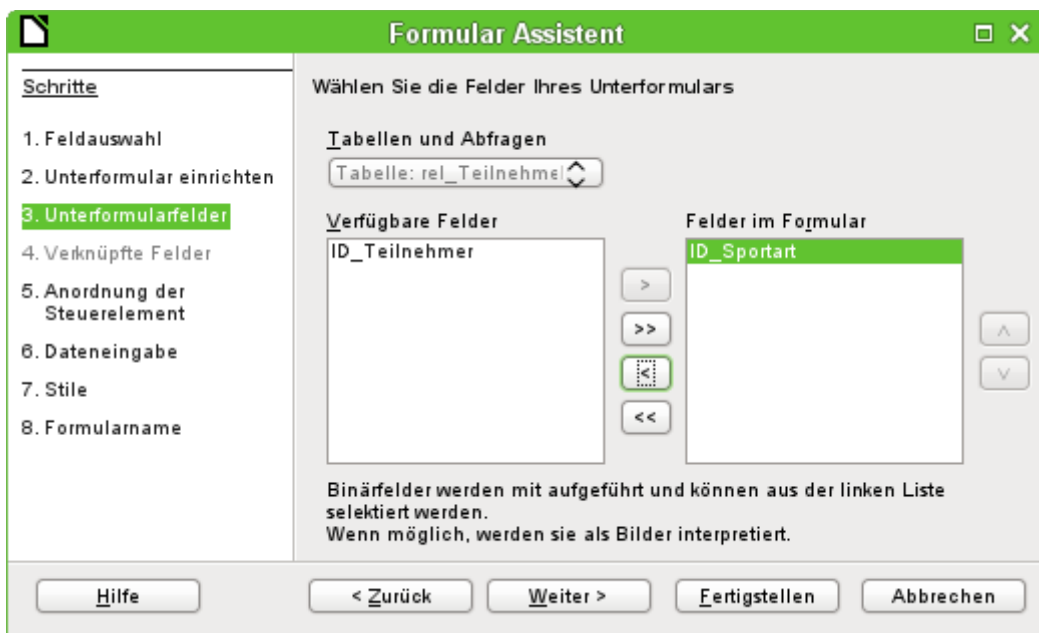 Formular Assistent
Schritte
1. Feldauswahl
2. Unterformular einrichten
3. Unterformularfelder
4. Verknüpfte Felder
5. Anordnung der
Steuerelement
6. Dateneingabe
7. Stile
8. Formularname
Wählen Sie die Felder Ihres Unterformulars
Tabellen und Abfragen
Tabelle: rel_Teilnehme
Verfügbare Felder
ID_Teilnehmer
>
>>
<
<<
Felder im Formular
ID_Sportart
Binärfelder werden mit aufgeführt und können aus der linken Liste
selektiert werden.
Wenn möglich, werden sie als Bilder interpretiert.
Hilfe
< Zurück
Weiter >
Fertigstellen
Abbrechen